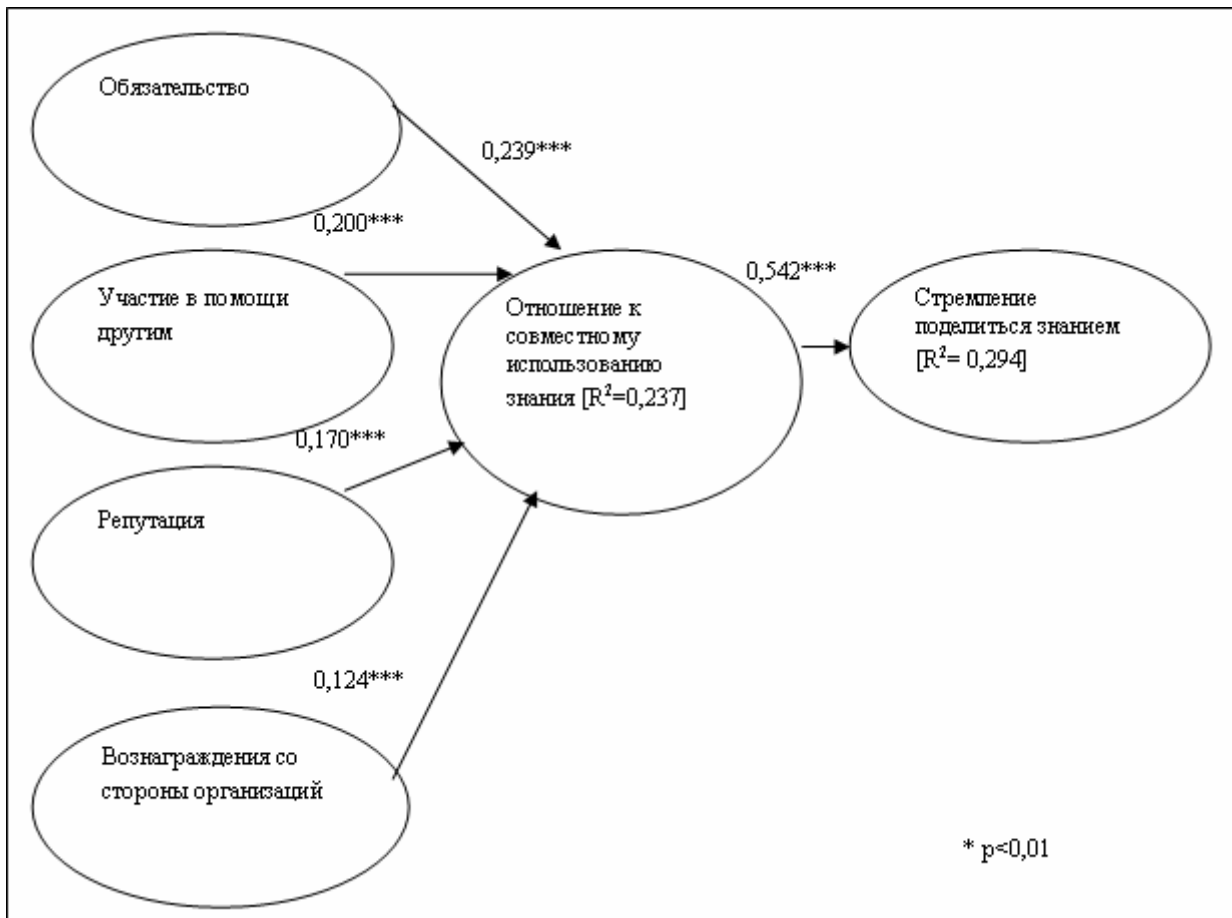 Обязательство
0,239***
0,200***
Участие в помощи
другим
Отношение к
совместному
использованию
знания [R²=0,237]
0,542***
Стремление
поделиться знанием
[R²= 0,294]
0,170***
Репутация
0,124***
Вознаграждения со
стороны организаций
* p<0,01